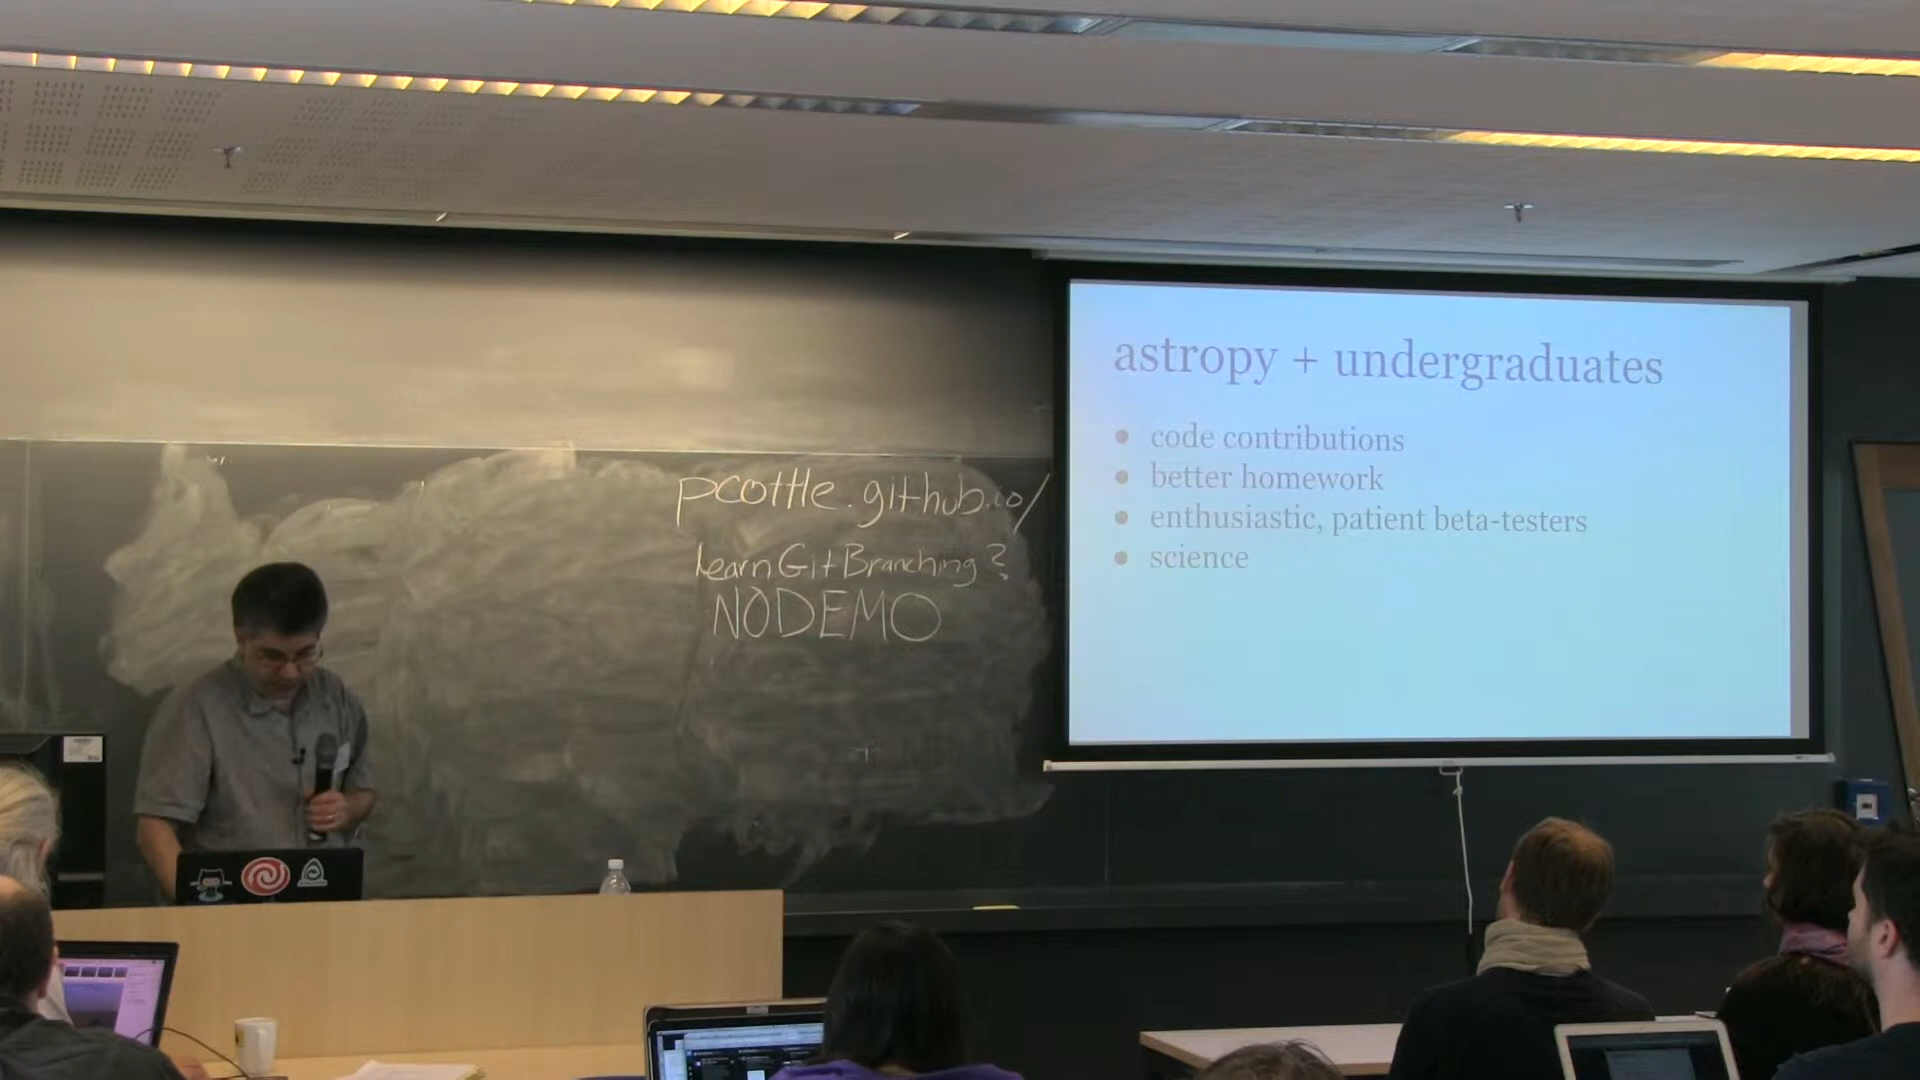 pcottle.github.io/
learnGitBranching?
NODEMO
astropy + undergraduates
code contributions
better homework
enthusiastic, patient beta-testers
science